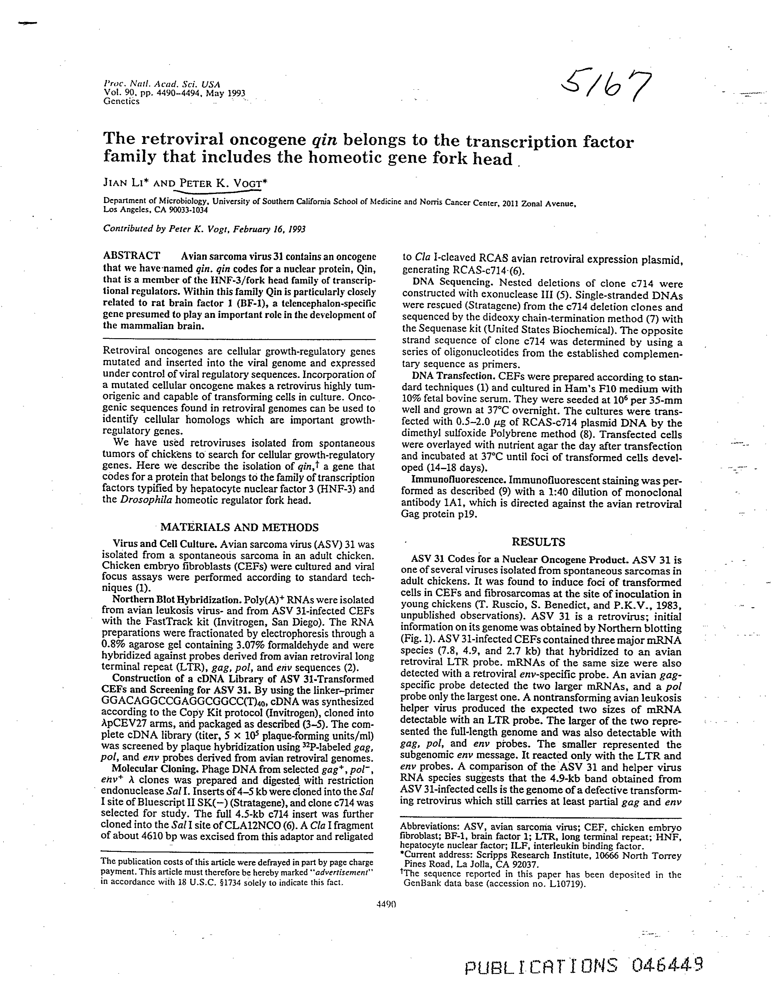 Proc. Natl. Acad. Sci. USA
Vol. 90, pp. 4490–4494, May 1993
Genetics
5167
The retroviral oncogene qin belongs to the transcription factor
family that includes the homeotic gene fork head
JIAN LI* AND PETER K. VOGT*
Department of Microbiology, University of Southern California School of Medicine and Norris Cancer Center, 2011 Zonal Avenue,
Los Angeles, CA 90033-1034
Contributed by Peter K. Vogt, February 16, 1993
ABSTRACT Avian sarcoma virus 31 contains an oncogene
that we have named qin. qin codes for a nuclear protein, Qin,
that is a member of the HNF-3/fork head family of transcrip-
tional regulators. Within this family Qin is particularly closely
related to rat brain factor 1 (BF-1), a telencephalon-specific
gene presumed to play an important role in the development of
the mammalian brain.
Retroviral oncogenes are cellular growth-regulatory genes
mutated and inserted into the viral genome and expressed
under control of viral regulatory sequences. Incorporation of
a mutated cellular oncogene makes a retrovirus highly tum-
origenic and capable of transforming cells in culture. Onco-
genic sequences found in retroviral genomes can be used to
identify cellular homologs which are important growth-
regulatory genes.
We have used retroviruses isolated from spontaneous
tumors of chickens to search for cellular growth-regulatory
genes. Here we describe the isolation of qin,† a gene that
codes for a protein that belongs to the family of transcription
factors typified by hepatocyte nuclear factor 3 (HNF-3) and
the Drosophila homeotic regulator fork head.
MATERIALS AND METHODS
Virus and Cell Culture. Avian sarcoma virus (ASV) 31 was
isolated from a spontaneous sarcoma in an adult chicken.
Chicken embryo fibroblasts (CEFs) were cultured and viral
focus assays were performed according to standard tech-
niques (1).
Northern Blot Hybridization. Poly(A)+ RNAs were isolated
from avian leukosis virus- and from ASV 31-infected CEFs
with the FastTrack kit (Invitrogen, San Diego). The RNA
preparations were fractionated by electrophoresis through a
0.8% agarose gel containing 3.07% formaldehyde and were
hybridized against probes derived from avian retroviral long
terminal repeat (LTR), gag, pol, and env sequences (2).
Construction of a cDNA Library of ASV 31-Transformed
CEFs and Screening for ASV 31. By using the linker–primer
GGACAGGCCGAGGCGGCC(T)40, cDNA was synthesized
according to the Copy Kit protocol (Invitrogen), cloned into
λpCEV27 arms, and packaged as described (3–5). The com-
plete cDNA library (titer, 5 × 10⁵ plaque-forming units/ml)
was screened by plaque hybridization using ³²P-labeled gag,
pol, and env probes derived from avian retroviral genomes.
Molecular Cloning. Phage DNA from selected gag+, pol−,
env+ λ clones was prepared and digested with restriction
endonuclease Sal I. Inserts of 4–5 kb were cloned into the Sal
I site of Bluescript II SK(−) (Stratagene), and clone c714 was
selected for study. The full 4.5-kb c714 insert was further
cloned into the Sal I site of CLA12NCO (6). A Cla I fragment
of about 4610 bp was excised from this adaptor and religated
The publication costs of this article were defrayed in part by page charge
payment. This article must therefore be hereby marked "advertisement"
in accordance with 18 U.S.C. §1734 solely to indicate this fact.
to Cla I-cleaved RCAS avian retroviral expression plasmid,
generating RCAS-c714 (6).
DNA Sequencing. Nested deletions of clone c714 were
constructed with exonuclease III (5). Single-stranded DNAs
were rescued (Stratagene) from the c714 deletion clones and
sequenced by the dideoxy chain-termination method (7) with
the Sequenase kit (United States Biochemical). The opposite
strand sequence of clone c714 was determined by using a
series of oligonucleotides from the established complemen-
tary sequence as primers.
DNA Transfection. CEFs were prepared according to stan-
dard techniques (1) and cultured in Ham's F10 medium with
10% fetal bovine serum. They were seeded at 10⁶ per 35-mm
well and grown at 37°C overnight. The cultures were trans-
fected with 0.5–2.0 μg of RCAS-c714 plasmid DNA by the
dimethyl sulfoxide Polybrene method (8). Transfected cells
were overlayed with nutrient agar the day after transfection
and incubated at 37°C until foci of transformed cells devel-
oped (14–18 days).
Immunofluorescence. Immunofluorescent staining was per-
formed as described (9) with a 1:40 dilution of monoclonal
antibody 1A1, which is directed against the avian retroviral
Gag protein p19.
RESULTS
ASV 31 Codes for a Nuclear Oncogene Product. ASV 31 is
one of several viruses isolated from spontaneous sarcomas in
adult chickens. It was found to induce foci of transformed
cells in CEFs and fibrosarcomas at the site of inoculation in
young chickens (T. Ruscio, S. Benedict, and P.K.V., 1983,
unpublished observations). ASV 31 is a retrovirus; initial
information on its genome was obtained by Northern blotting
(Fig. 1). ASV 31-infected CEFs contained three major mRNA
species (7.8, 4.9, and 2.7 kb) that hybridized to an avian
retroviral LTR probe. mRNAs of the same size were also
detected with a retroviral env-specific probe. An avian gag-
specific probe detected the two larger mRNAs, and a pol
probe only the largest one. A nontransforming avian leukosis
helper virus produced the expected two sizes of mRNA
detectable with an LTR probe. The larger of the two repre-
sented the full-length genome and was also detectable with
gag, pol, and env probes. The smaller represented the
subgenomic env message. It reacted only with the LTR and
env probes. A comparison of the ASV 31 and helper virus
RNA species suggests that the 4.9-kb band obtained from
ASV 31-infected cells is the genome of a defective transform-
ing retrovirus which still carries at least partial gag and env
Abbreviations: ASV, avian sarcoma virus; CEF, chicken embryo
fibroblast; BF-1, brain factor 1; LTR, long terminal repeat; HNF,
hepatocyte nuclear factor; ILF, interleukin binding factor.
*Current address: Scripps Research Institute, 10666 North Torrey
Pines Road, La Jolla, CA 92037.
†The sequence reported in this paper has been deposited in the
GenBank data base (accession no. L10719).
4490
PUBLICATIONS 046449